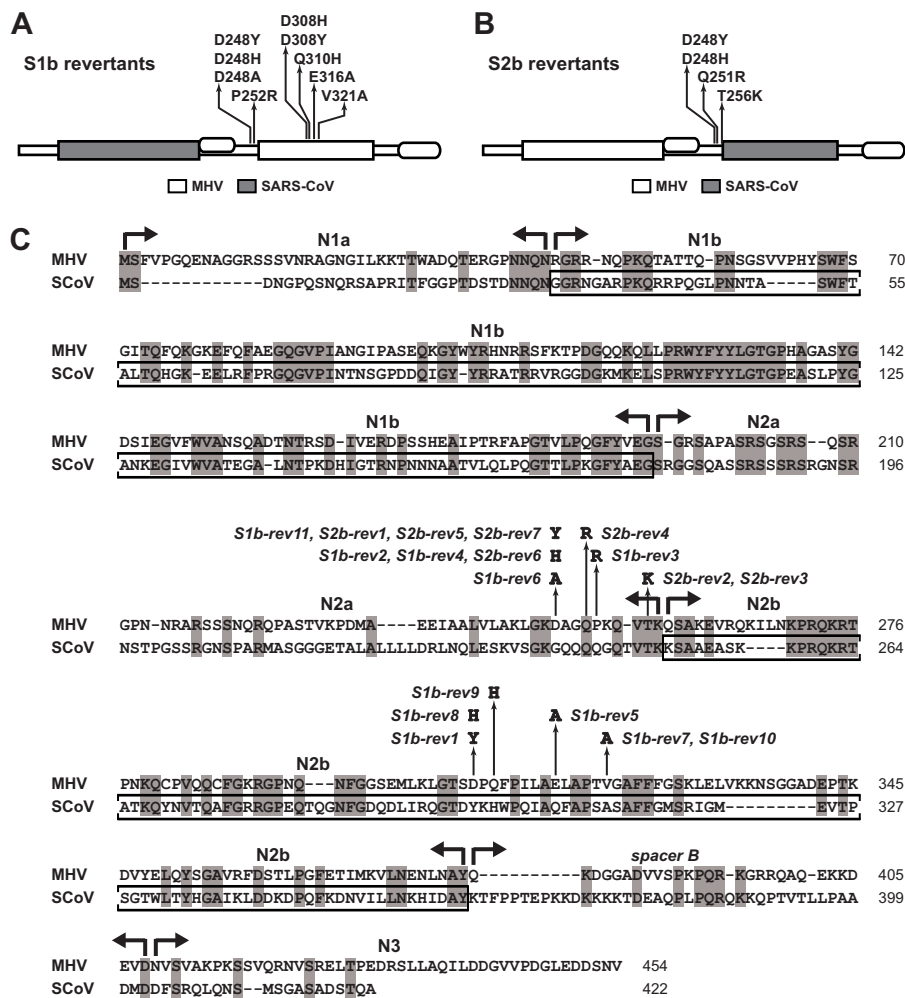 A
S1b revertants
D248Y
D248H
D248A
P252R
D308H
D308Y
Q310H
E316A
V321A
MHV SARS-CoV
B
S2b revertants
D248Y
D248H
Q251R
T256K
MHV SARS-CoV
C
N1a N1b
MHV MSFVPGQENAGGRSSSVNRAGNGILKKTTWADQTERGPNNQNRGRR-NQPKQTATTQ-PNSGSVVPHYSWFS 70
SCoV MS------------DNGPQSNQRSAPRITFGGPTDSTDNNQNGGRNGARPKQRRPQGLPNNTA-----SWFT 55
N1b
MHV GITQFQKGKEFQFAEGQGVPIANGIPASEQKGYWYRHNRRSFKTPDGQQKQLLPRWYFYYLGTGPHAGASYG 142
SCoV ALTQHGK-EELRFPRGQGVPINTNSGPDDQIGY-YRRATRRVRGGDGKMKELSPRWYFYYLGTGPEASLPYG 125
N1b N2a
MHV DSIEGVFWVANSQADTNTRSD-IVERDPSSHEAIPTRFAPGTVLPQGFYVEGS-GRSAPASRSGSRS--QSR 210
SCoV ANKEGIVWVATEGA-LNTPKDHIGTRNPNNNAATVLQLPQGTTLPKGFYAEGSRGGSQASSRSSSRSRGNSR 196
S1b-rev11, S2b-rev1, S2b-rev5, S2b-rev7 Y R S2b-rev4
S1b-rev2, S1b-rev4, S2b-rev6 H R S1b-rev3
S1b-rev6 A K S2b-rev2, S2b-rev3
N2a N2b
MHV GPN-NRARSSSNQRQPASTVKPDMA----EEIAALVLAKLGKDAGQPKQ-VTKQSAKEVRQKILNKPRQKRT 276
SCoV NSTPGSSRGNSPARMASGGGETALALLLLDRLNQLESKVSGKGQQQQGQTVTKKSAAEASK----KPRQKRT 264
S1b-rev9 H
S1b-rev8 H A S1b-rev5
S1b-rev1 Y A S1b-rev7, S1b-rev10
N2b
MHV PNKQCPVQQCFGKRGPNQ---NFGGSEMLKLGTSDPQFPILAELAPTVGAFFFGSKLELVKKNSGGADEPTK 345
SCoV ATKQYNVTQAFGRRGPEQTQGNFGDQDLIRQGTDYKHWPQIAQFAPSASAFFGMSRIGM---------EVTP 327
N2b spacer B
MHV DVYELQYSGAVRFDSTLPGFETIMKVLNENLNAYQ----------KDGGADVVSPKPQR-KGRRQAQ-EKKD 405
SCoV SGTWLTYHGAIKLDDKDPQFKDNVILLNKHIDAYKTFPPTEPKKDKKKKTDEAQPLPQRQKKQPTVTLLPAA 399
N3
MHV EVDNVSVAKPKSSVQRNVSRELTPEDRSLLAQILDDGVVPDGLEDDSNV 454
SCoV DMDDFSRQLQNS--MSGASADSTQA 422